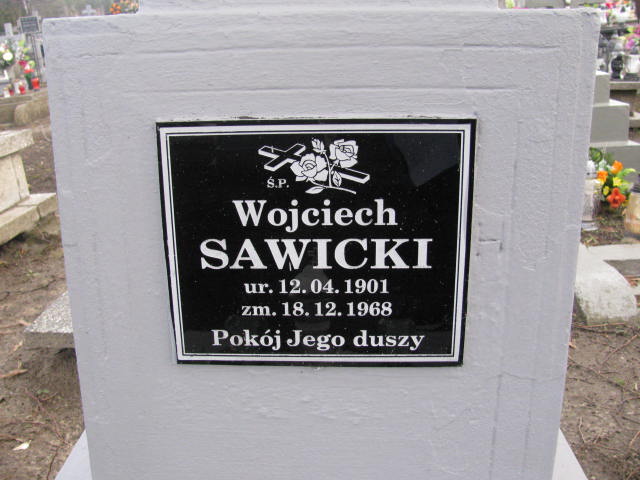 Ś.P.
Wojciech
SAWICKI
ur. 12.04.1901
zm. 18.12.1968
Pokój Jego duszy